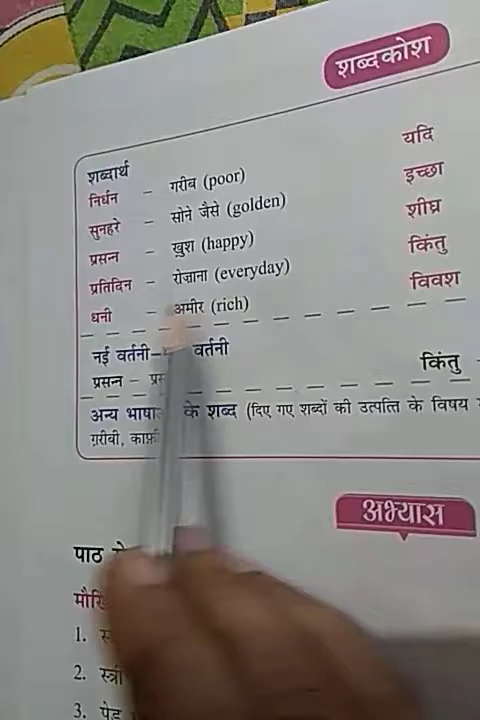 शब्दकोश
शब्दार्थ
निर्धन – गरीब (poor)
सुनहरे – सोने जैसे (golden)
प्रसन्न – खुश (happy)
प्रतिदिन – रोज़ाना (everyday)
धनी – अमीर (rich)
यदि
इच्छा
शीघ्र
किंतु
विवश
नई वर्तनी– वर्तनी
प्रसन्न –
किंतु
अन्य के शब्द (दिए गए शब्दों की उत्पत्ति के विषय
ग़रीबी,
अभ्यास
पाठ
1.
2. स्त्री
3. पेड़